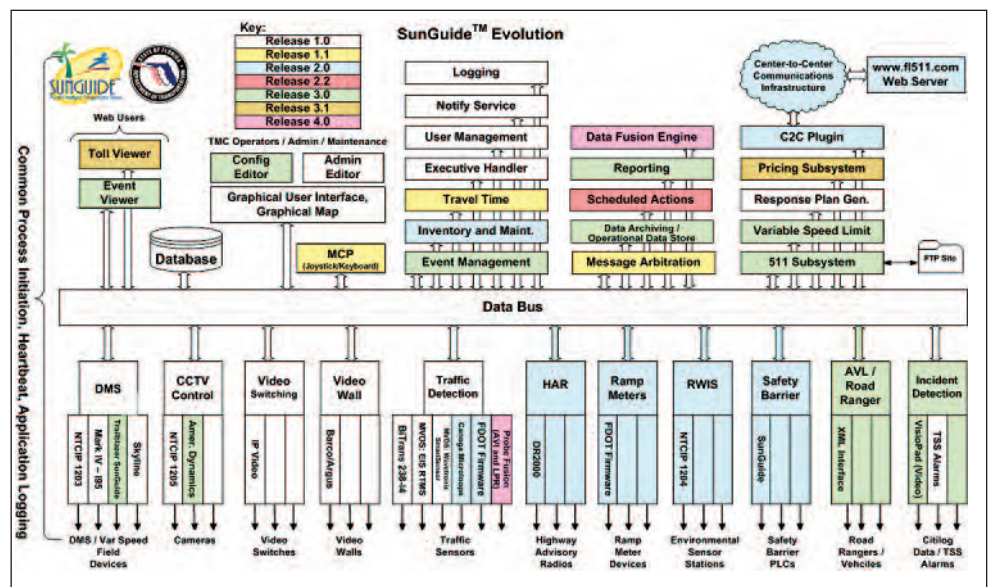 Key:
Release 1.0
Release 1.1
Release 2.0
Release 2.2
Release 3.0
Release 3.1
Release 4.0
SunGuide™ Evolution
SUNGUIDE
Common Process Initiation, Heartbeat, Application Logging
Web Users
Toll Viewer
Event
Viewer
Database
TMC Operators / Admin / Maintenance
Config
Editor
Admin
Editor
Graphical User Interface,
Graphical Map
MCP
(Joystick/Keyboard)
Logging
Notify Service
User Management
Executive Handler
Travel Time
Inventory and Maint.
Event Management
Data Fusion Engine
Reporting
Scheduled Actions
Data Archiving /
Operational Data Store
Message Arbitration
Center-to-Center
Communications
Infrastructure
www.fl511.com
Web Server
C2C Plugin
Pricing Subsystem
Response Plan Gen.
Variable Speed Limit
511 Subsystem
FTP Site
Data Bus
DMS
NTCIP 1203
Mark IV – I95
Trailblazer SunGuide
Skyline
DMS / Var Speed
Field
Devices
CCTV
Control
NTCIP 1205
Amer. Dynamics
Cameras
Video
Switching
IP Video
Video
Switches
Video
Wall
Barco/Argus
Video
Walls
Traffic
Detection
BiTrans 238-I4
MVDS: EIS RTMS
MVDS: Wavetronix
SmartSensor
Canoga Microloops
FDOT Firmware
Probe Fusion
(AVI and LPR)
Traffic
Sensors
HAR
DR2000
Highway
Advisory
Radios
Ramp
Meters
FDOT Firmware
Ramp
Meter
Devices
RWIS
NTCIP 1204
Environmental
Sensor
Stations
Safety
Barrier
SunGuide
Safety
Barrier
PLCs
AVL /
Road
Ranger
XML Interface
Road
Rangers /
Vehciles
Incident
Detection
VisioPad (Video)
TSS Alarms
Citilog
Data / TSS
Alarms